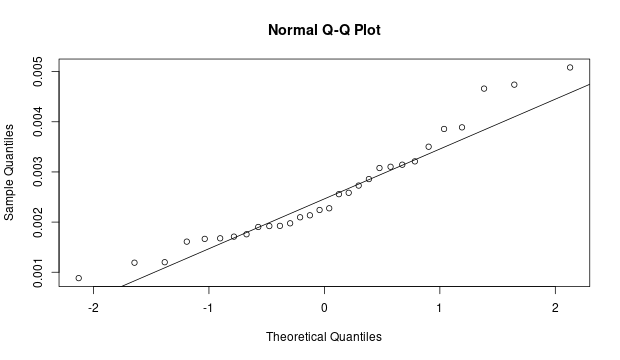 Normal Q-Q Plot
Sample Quantiles
0.005
0.004
0.003
0.002
0.001
-2 -1 0 1 2
Theoretical Quantiles